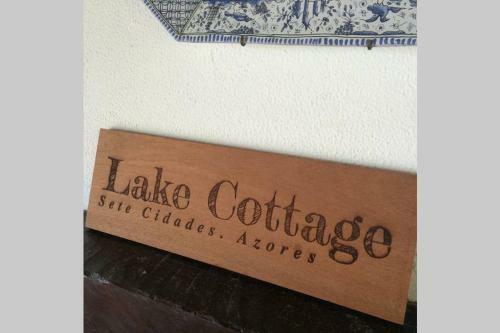 Lake Cottage
Sete Cidades. Azores